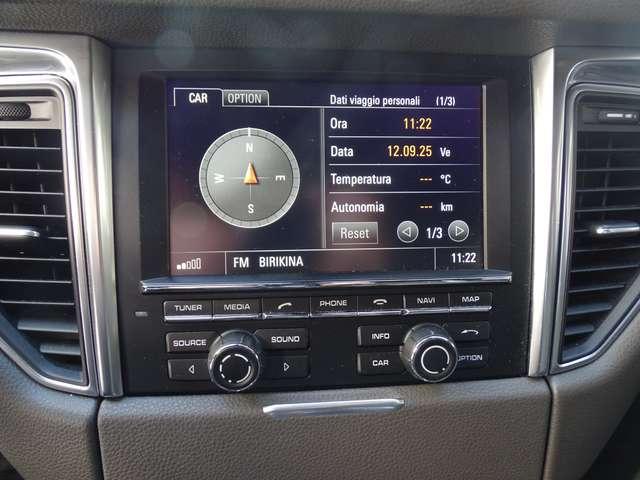 CAR OPTION
Dati viaggio personali (1/3)
Ora 11:22
Data 12.09.25 Ve
Temperatura --- °C
Autonomia --- km
Reset 1/3
N
W E
S
FM BIRIKINA 11:22
TUNER MEDIA PHONE NAVI MAP
SOURCE SOUND INFO
CAR OPTION